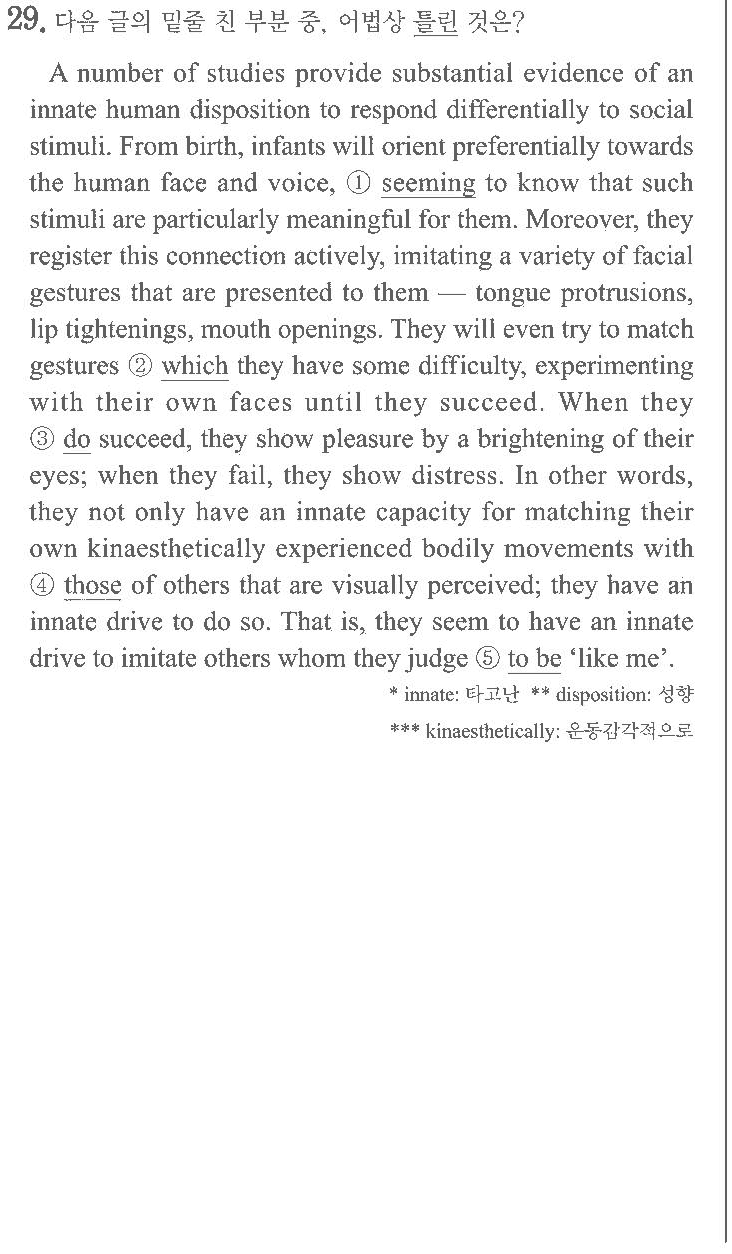 29. 다음 글의 밑줄 친 부분 중, 어법상 틀린 것은?
A number of studies provide substantial evidence of an
innate human disposition to respond differentially to social
stimuli. From birth, infants will orient preferentially towards
the human face and voice, ① seeming to know that such
stimuli are particularly meaningful for them. Moreover, they
register this connection actively, imitating a variety of facial
gestures that are presented to them — tongue protrusions,
lip tightenings, mouth openings. They will even try to match
gestures ② which they have some difficulty, experimenting
with their own faces until they succeed. When they
③ do succeed, they show pleasure by a brightening of their
eyes; when they fail, they show distress. In other words,
they not only have an innate capacity for matching their
own kinaesthetically experienced bodily movements with
④ those of others that are visually perceived; they have an
innate drive to do so. That is, they seem to have an innate
drive to imitate others whom they judge ⑤ to be ‘like me’.
* innate: 타고난 ** disposition: 성향
*** kinaesthetically: 운동감각적으로